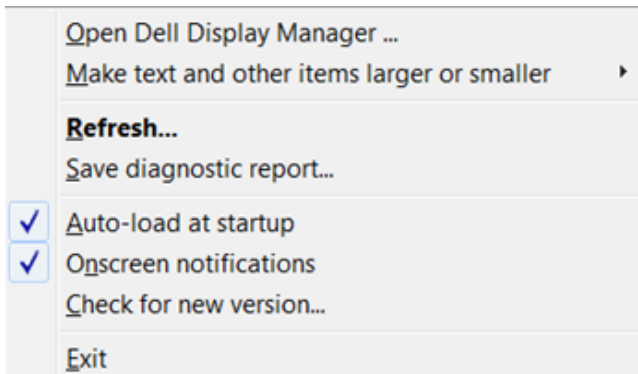 Open Dell Display Manager ...
Make text and other items larger or smaller
Refresh...
Save diagnostic report...
Auto-load at startup
Onscreen notifications
Check for new version...
Exit